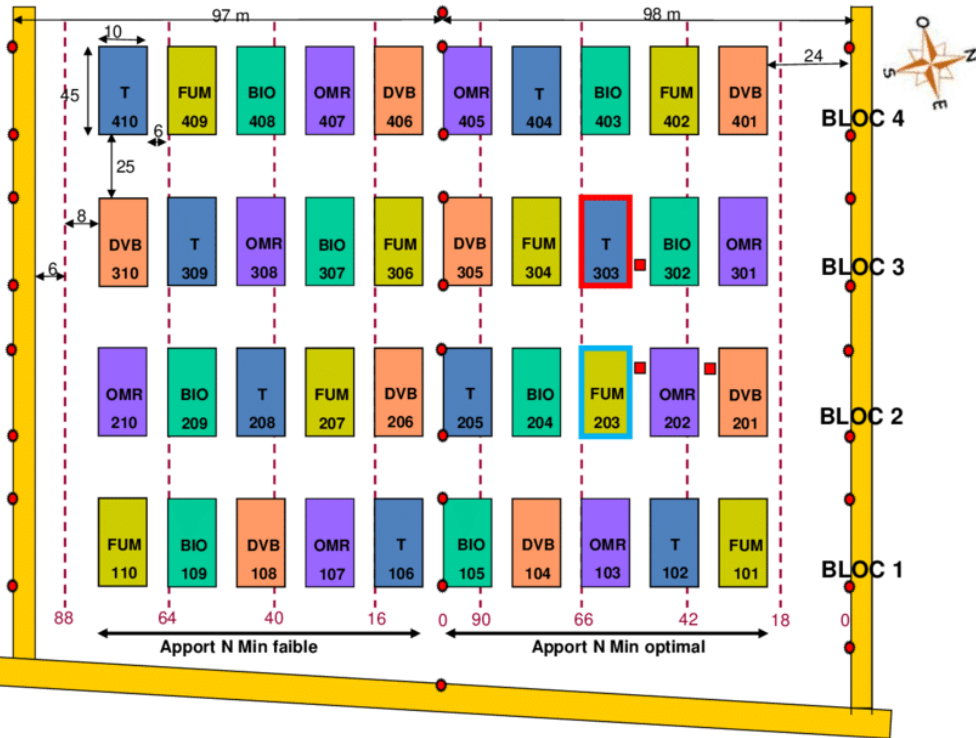 97 m
98 m
10
45
6
25
8
6
24
O
N
S
E
T
410
FUM
409
BIO
408
OMR
407
DVB
406
OMR
405
T
404
BIO
403
FUM
402
DVB
401
BLOC 4
DVB
310
T
309
OMR
308
BIO
307
FUM
306
DVB
305
FUM
304
T
303
BIO
302
OMR
301
BLOC 3
OMR
210
BIO
209
T
208
FUM
207
DVB
206
T
205
BIO
204
FUM
203
OMR
202
DVB
201
BLOC 2
FUM
110
BIO
109
DVB
108
OMR
107
T
106
BIO
105
DVB
104
OMR
103
T
102
FUM
101
BLOC 1
88 64 40 16 0 90 66 42 18 0
Apport N Min faible
Apport N Min optimal